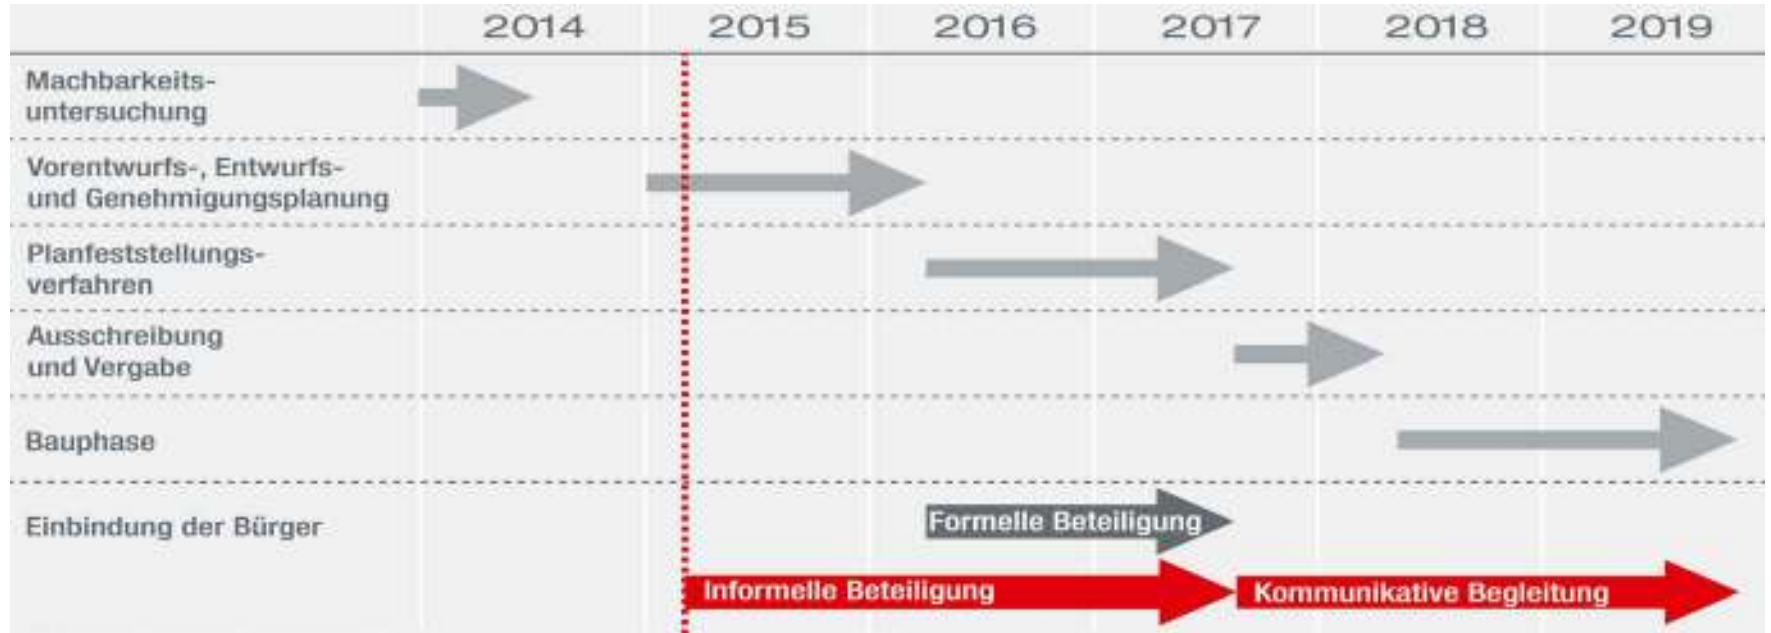 2014 2015 2016 2017 2018 2019
Machbarkeits-
untersuchung
Vorentwurfs-, Entwurfs-
und Genehmigungsplanung
Planfeststellungs-
verfahren
Ausschreibung
und Vergabe
Bauphase
Einbindung der Bürger
Formelle Beteiligung
Informelle Beteiligung
Kommunikative Begleitung